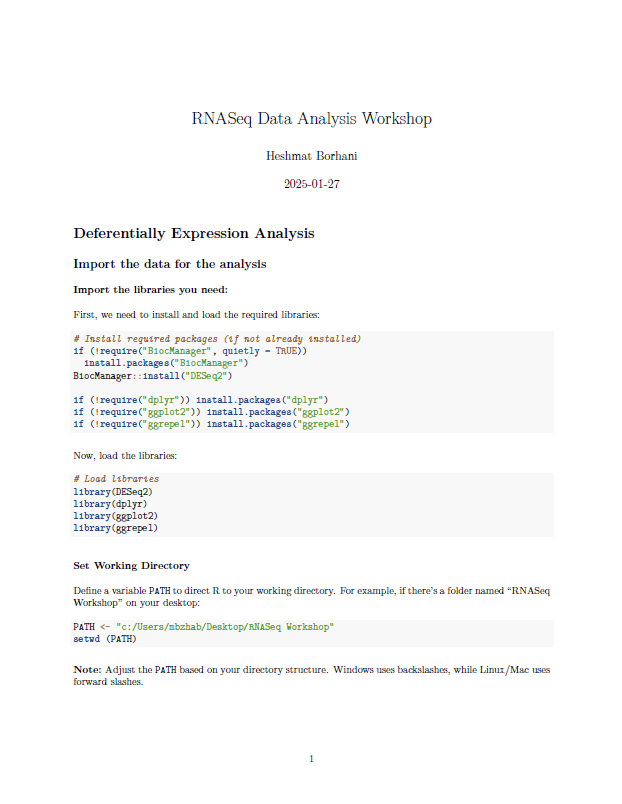 RNASeq Data Analysis Workshop
Heshmat Borhani
2025-01-27
Deferentially Expression Analysis
Import the data for the analysis
Import the libraries you need:
First, we need to install and load the required libraries:
# Install required packages (if not already installed)
if (!require("BiocManager", quietly = TRUE))
  install.packages("BiocManager")
BiocManager::install("DESeq2")
if (!require("dplyr")) install.packages("dplyr")
if (!require("ggplot2")) install.packages("ggplot2")
if (!require("ggrepel")) install.packages("ggrepel")
Now, load the libraries:
# Load libraries
library(DESeq2)
library(dplyr)
library(ggplot2)
library(ggrepel)
Set Working Directory
Define a variable PATH to direct R to your working directory. For example, if there's a folder named “RNASeq
Workshop” on your desktop:
PATH <- "c:/Users/mbzhab/Desktop/RNASeq Workshop"
setwd (PATH)
Note: Adjust the PATH based on your directory structure. Windows uses backslashes, while Linux/Mac uses
forward slashes.
1